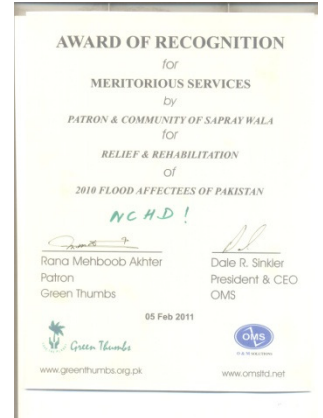 AWARD OF RECOGNITION
for
MERITORIOUS SERVICES
by
PATRON & COMMUNITY OF SAPRAY WALA
for
RELIEF & REHABILITATION
of
2010 FLOOD AFFECTEES OF PAKISTAN
NCHD!
Rana Mehboob Akhter
Patron
Green Thumbs
Dale R. Sinkler
President & CEO
OMS
05 Feb 2011
Green Thumbs
www.greenthumbs.org.pk
OMS
www.omsltd.net